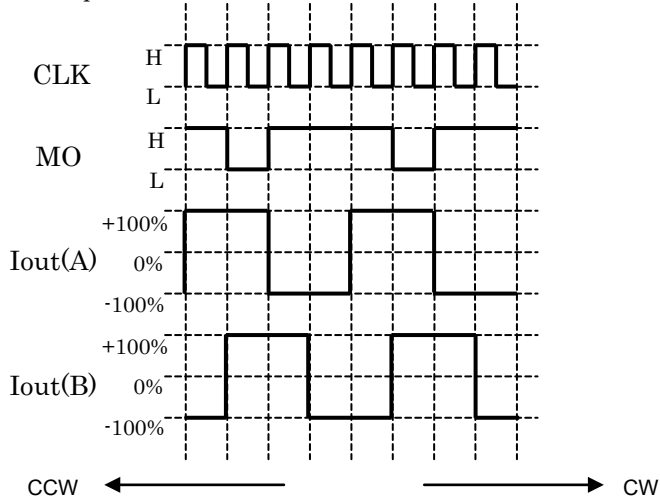 CLK
H
L
MO
H
L
Iout(A)
+100%
0%
-100%
Iout(B)
+100%
0%
-100%
CCW
CW